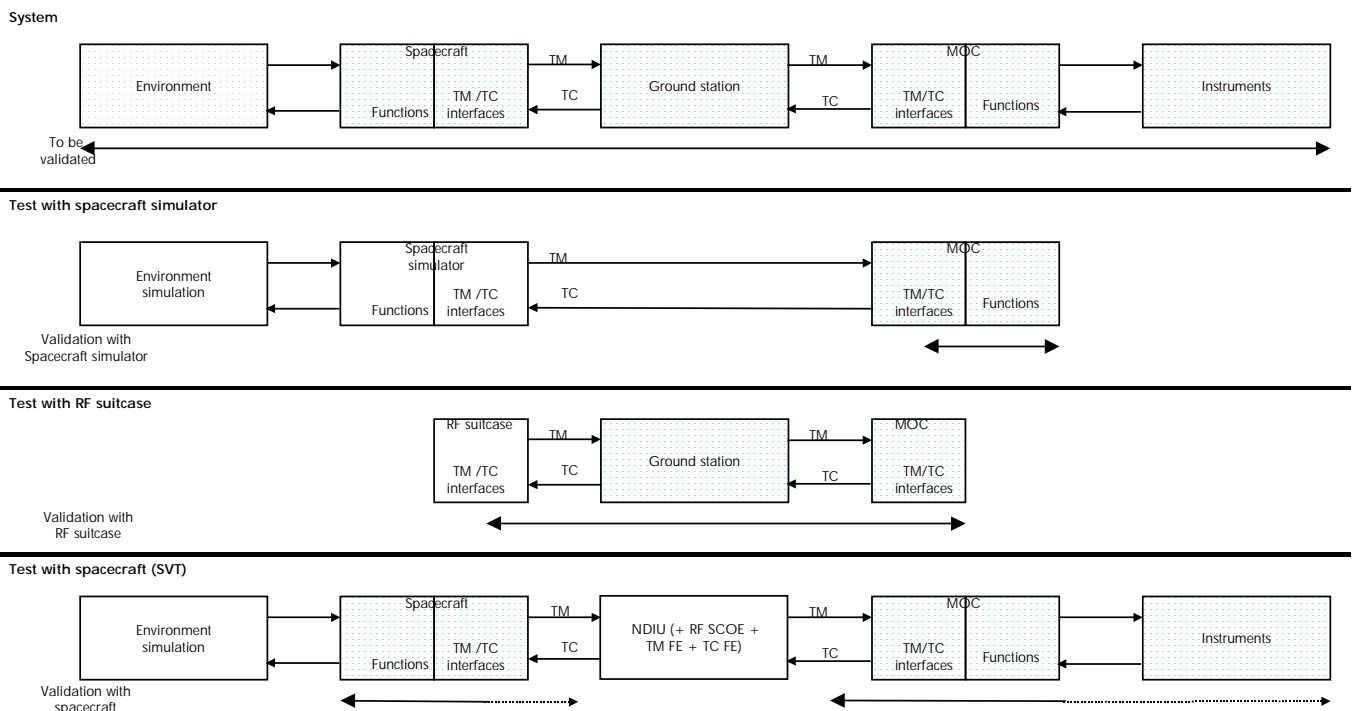 System
Spacecraft
MOC
TM
TM
Environment
Ground station
Instruments
TC
TC
Functions
TM /TC
interfaces
TM/TC
interfaces
Functions
To be
validated
Test with spacecraft simulator
Spacecraft
simulator
MOC
TM
Environment
simulation
TC
Functions
TM /TC
interfaces
TM/TC
interfaces
Functions
Validation with
Spacecraft simulator
Test with RF suitcase
RF suitcase
MOC
TM
TM
Ground station
TM /TC
interfaces
TC
TC
TM/TC
interfaces
Validation with
RF suitcase
Test with spacecraft (SVT)
Spacecraft
MOC
TM
TM
Environment
simulation
NDIU (+ RF SCOE +
TM FE + TC FE)
Instruments
TC
TC
Functions
TM /TC
interfaces
TM/TC
interfaces
Functions
Validation with
spacecraft